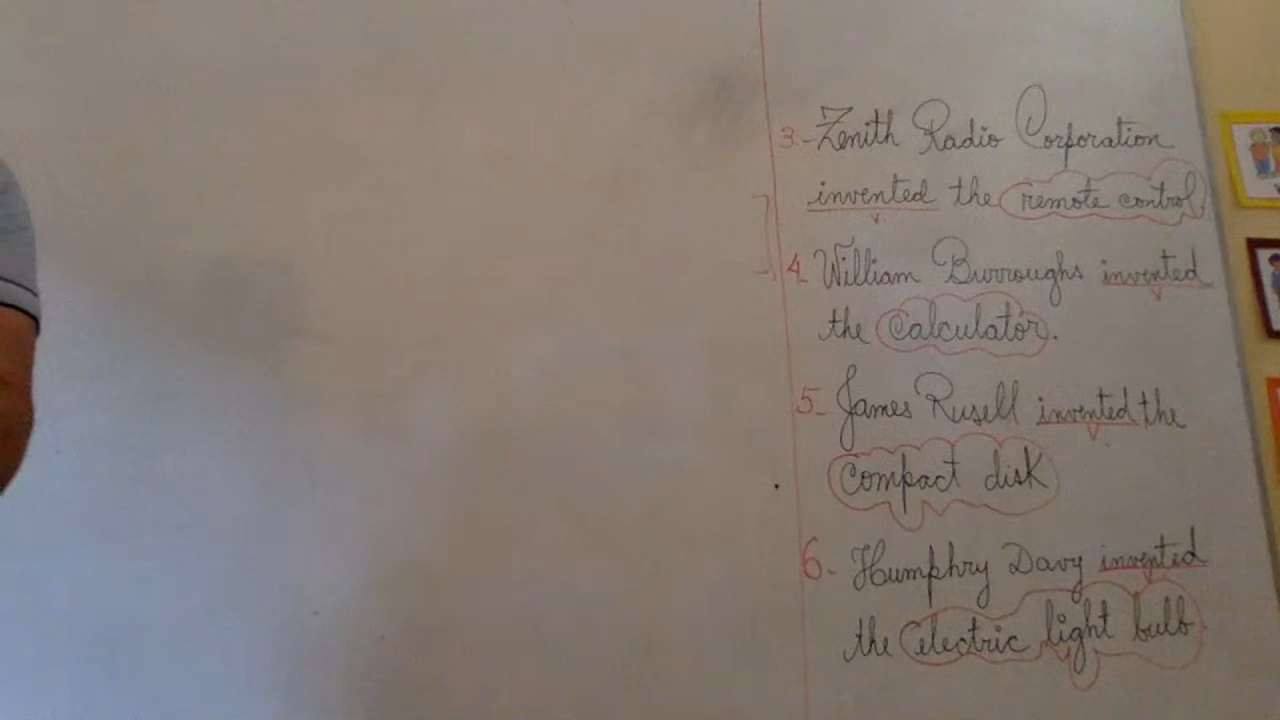 3.- Zenith Radio Corporation
invented the remote control
v.
4. William Burroughs invented
v
the calculator.
5.- James Rusell invented the
v
compact disk
6.- Humphry Davy invented
v
the electric light bulb.